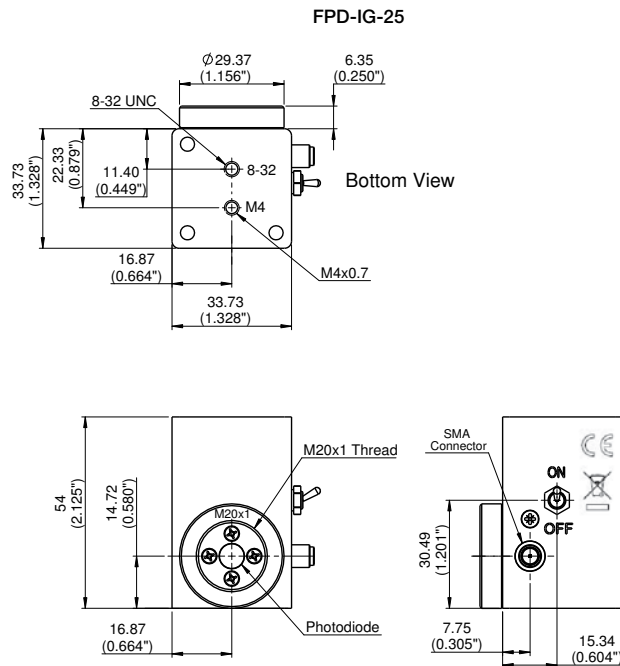 FPD-IG-25
Ø29.37
(1.156")
6.35
(0.250")
8-32 UNC
33.73
(1.328")
22.33
(0.879")
11.40
(0.449")
8-32
M4
Bottom View
16.87
(0.664")
M4x0.7
33.73
(1.328")
54
(2.125")
14.72
(0.580")
M20x1 Thread
M20x1
Photodiode
16.87
(0.664")
SMA
Connector
CE
ON
OFF
30.49
(1.201")
7.75
(0.305")
15.34
(0.604")